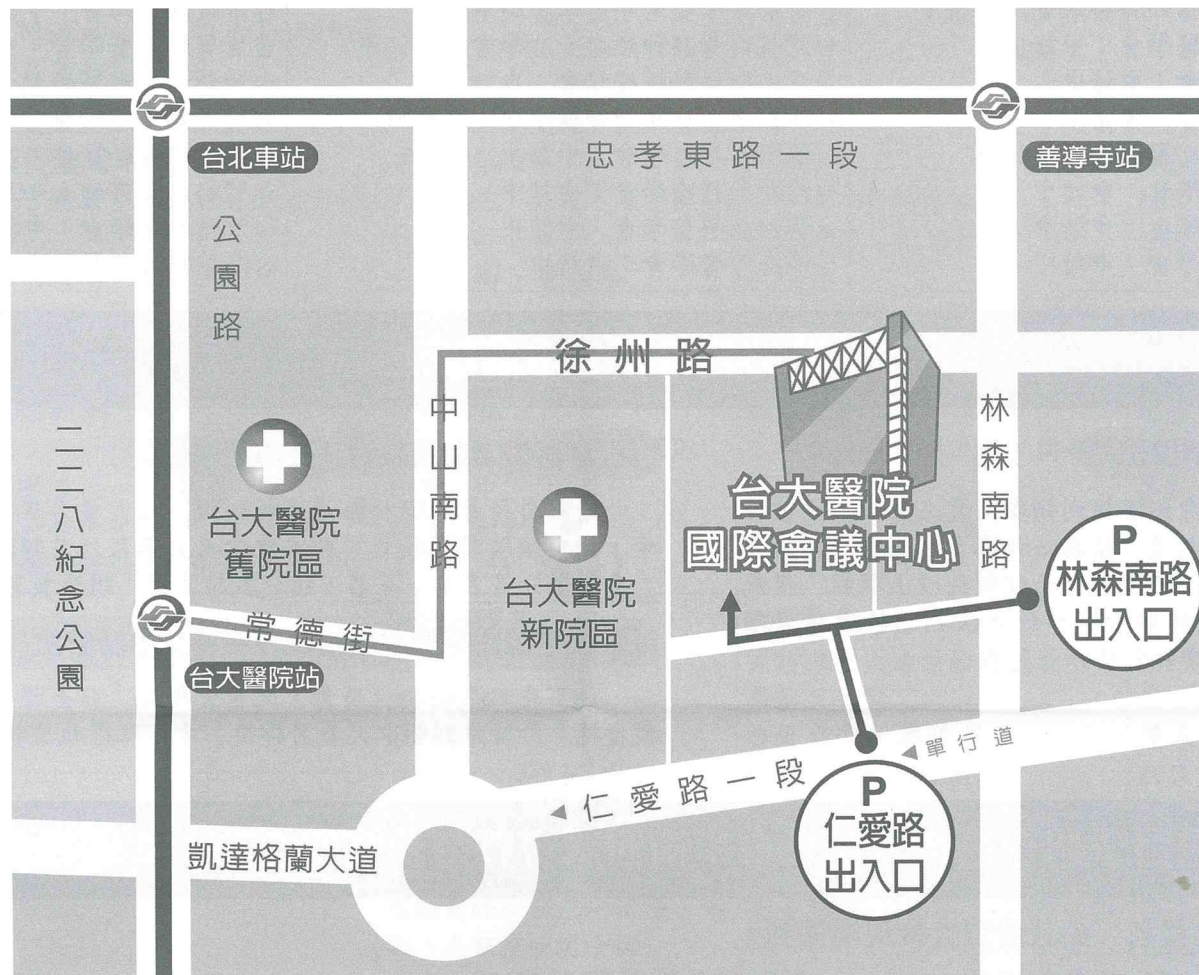 台北車站
忠孝東路一段
善導寺站
公園路
徐州路
中山南路
林森南路
二二八紀念公園
台大醫院
舊院區
台大醫院
新院區
台大醫院
國際會議中心
P
林森南路
出入口
常德街
台大醫院站
單行道
仁愛路一段
P
仁愛路
出入口
凱達格蘭大道